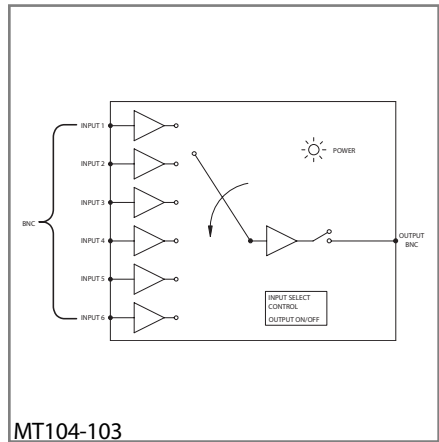 INPUT 1
INPUT 2
POWER
INPUT 3
BNC
INPUT 4
OUTPUT
BNC
INPUT 5
INPUT SELECT
CONTROL
OUTPUT ON/OFF
INPUT 6
MT104-103